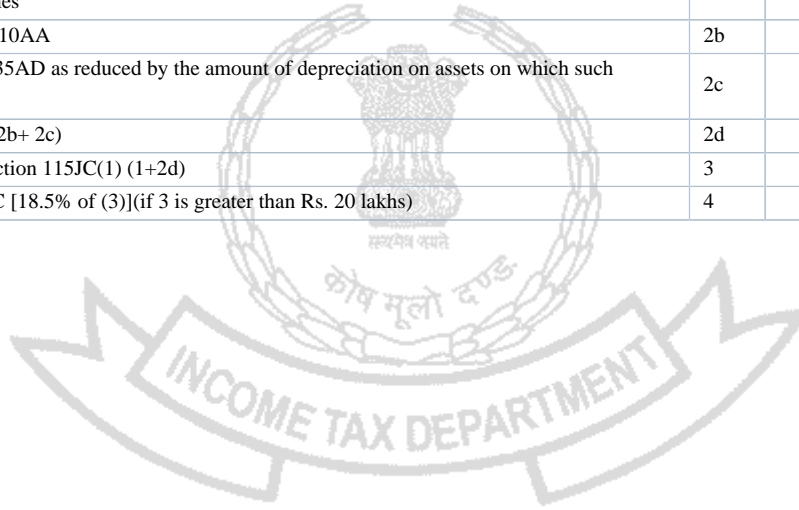 10AA 2b
35AD as reduced by the amount of depreciation on assets on which such 2c
2b+ 2c) 2d
ction 115JC(1) (1+2d) 3
[18.5% of (3)](if 3 is greater than Rs. 20 lakhs) 4
सत्यमेव जयते
कोष मूलो दण्डः
INCOME TAX DEPARTMENT